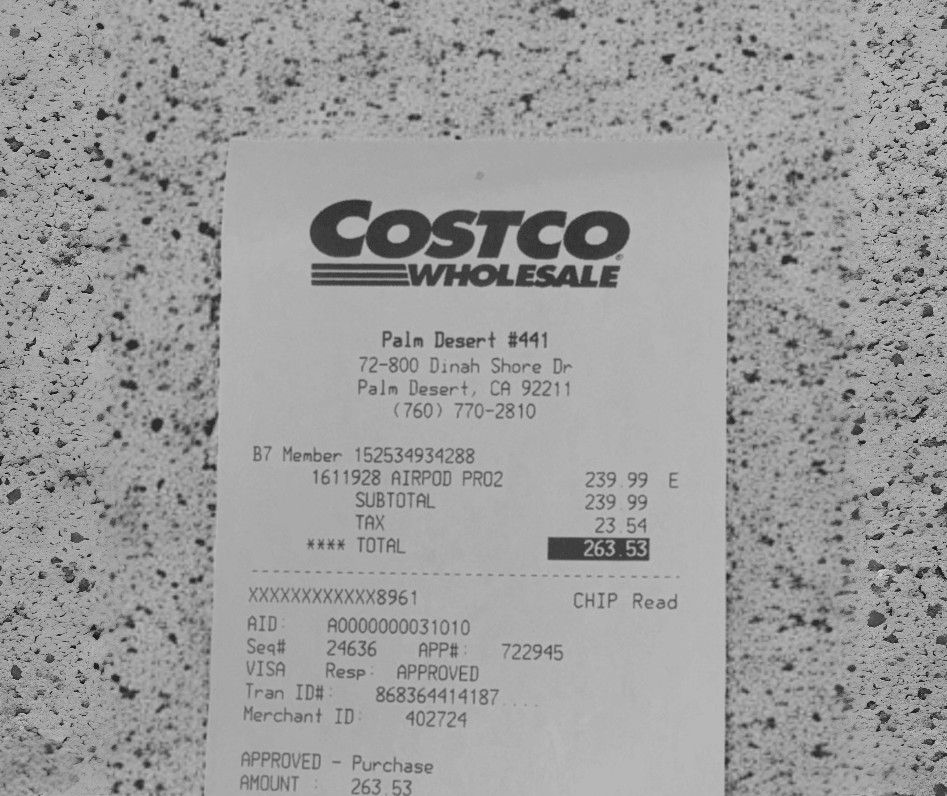 COSTCO
WHOLESALE
Palm Desert #441
72-800 Dinah Shore Dr
Palm Desert, CA 92211
(760) 770-2810
B7 Member 152534934288
1611928 AIRPOD PRO2 239.99 E
SUBTOTAL 239.99
TAX 23.54
**** TOTAL 263.53
XXXXXXXXXXXX8961 CHIP Read
AID: A0000000031010
Seq# 24636 APP#: 722945
VISA Resp: APPROVED
Tran ID#: 868364414187....
Merchant ID: 402724
APPROVED - Purchase
AMOUNT : 263.53